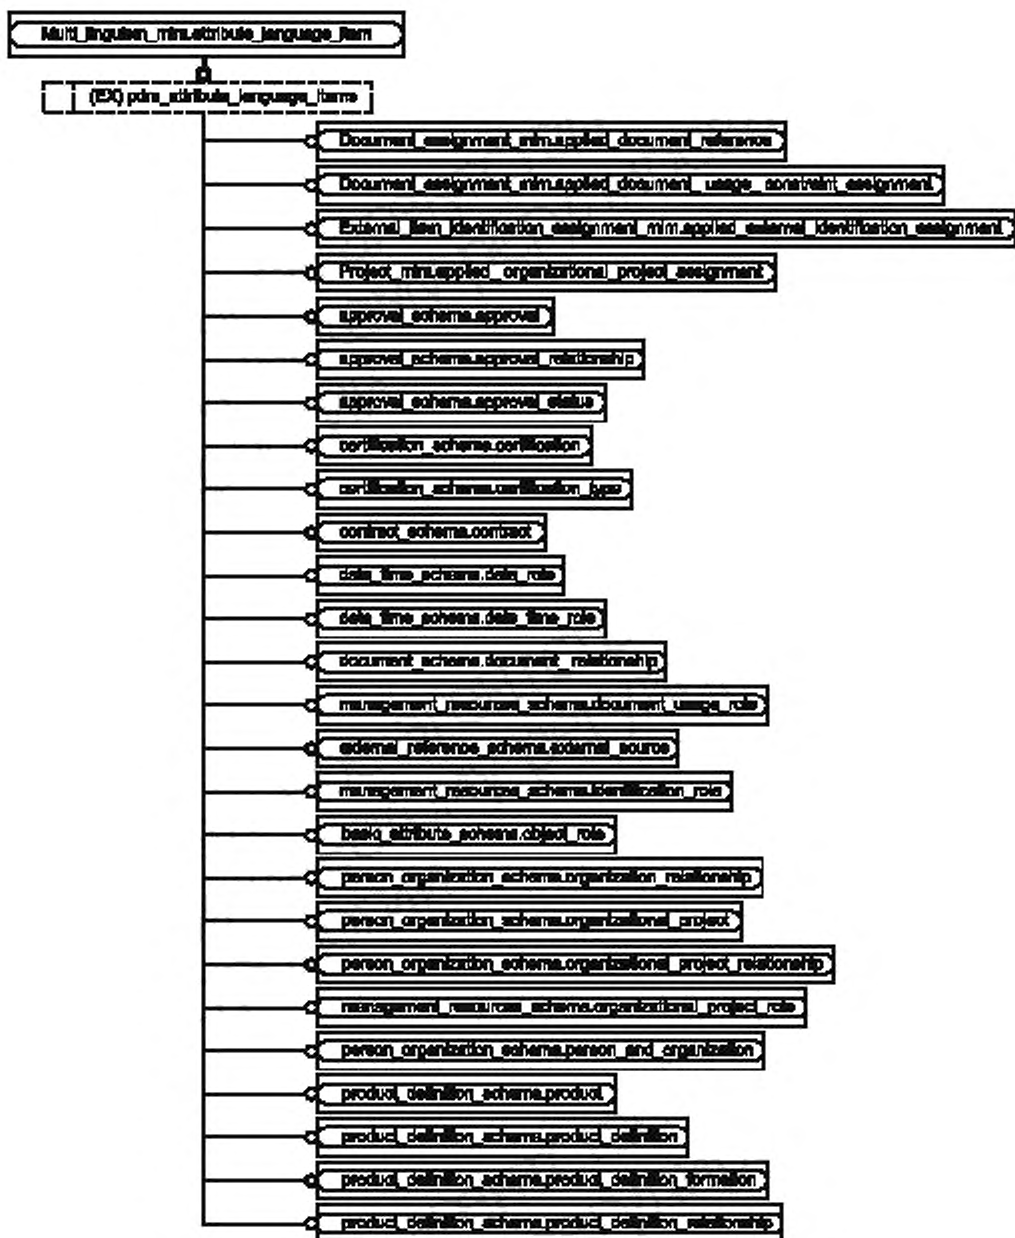 Multi_linguism_mim.attribute_language_item
(EX) pdm_attribute_language_items
Document_assignment_mim.applied_document_reference
Document_assignment_mim.applied_document_usage_constraint_assignment
External_item_identification_assignment_mim.applied_external_identification_assignment
Project_mim.applied_organizational_project_assignment
approval_schema.approval
approval_schema.approval_relationship
approval_schema.approval_status
certification_schema.certification
certification_schema.certification_type
contract_schema.contract
date_time_schema.date_role
date_time_schema.date_time_role
document_schema.document_relationship
management_resources_schema.document_usage_role
external_reference_schema.external_source
management_resources_schema.identification_role
basic_attribute_schema.object_role
person_organization_schema.organization_relationship
person_organization_schema.organizational_project
person_organization_schema.organizational_project_relationship
management_resources_schema.organizational_project_role
person_organization_schema.person_and_organization
product_definition_schema.product
product_definition_schema.product_definition
product_definition_schema.product_definition_formation
product_definition_schema.product_definition_relationship